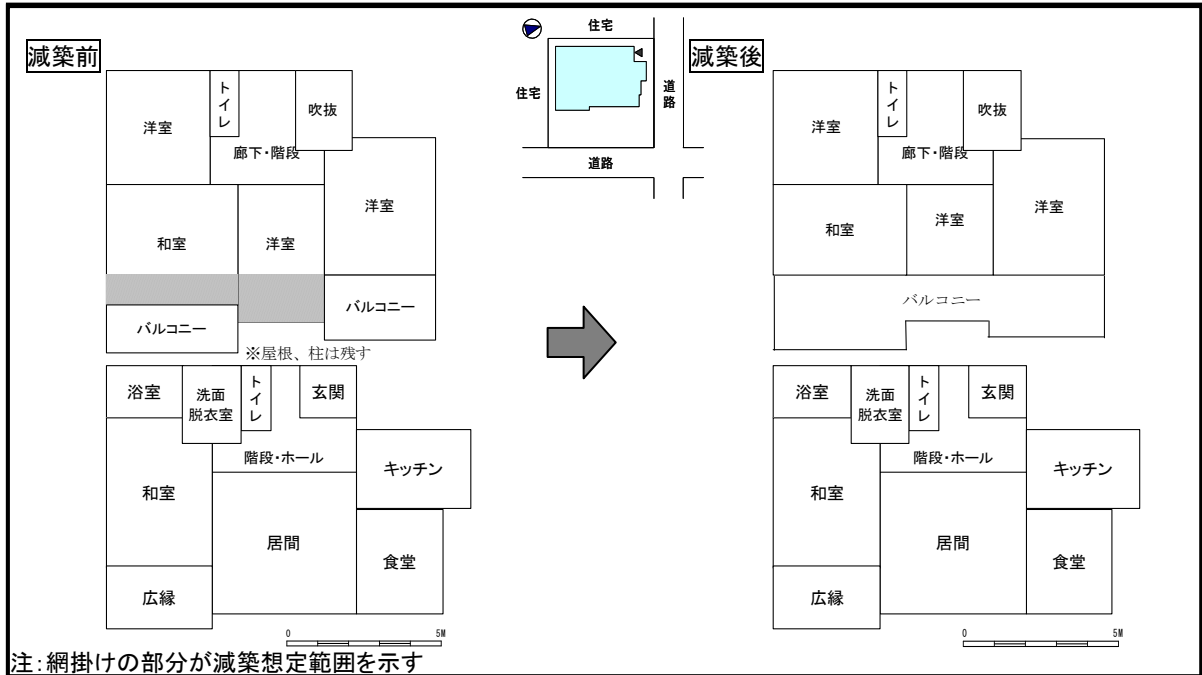 減築前
洋室
トイレ
吹抜
廊下・階段
洋室
和室
洋室
バルコニー
バルコニー
※屋根、柱は残す
浴室
洗面
脱衣室
トイレ
玄関
階段・ホール
キッチン
和室
居間
食堂
広縁
0 5M
注:網掛けの部分が減築想定範囲を示す
住宅
住宅
道路
道路
減築後
洋室
トイレ
吹抜
廊下・階段
洋室
和室
洋室
バルコニー
浴室
洗面
脱衣室
トイレ
玄関
階段・ホール
キッチン
和室
居間
食堂
広縁
0 5M